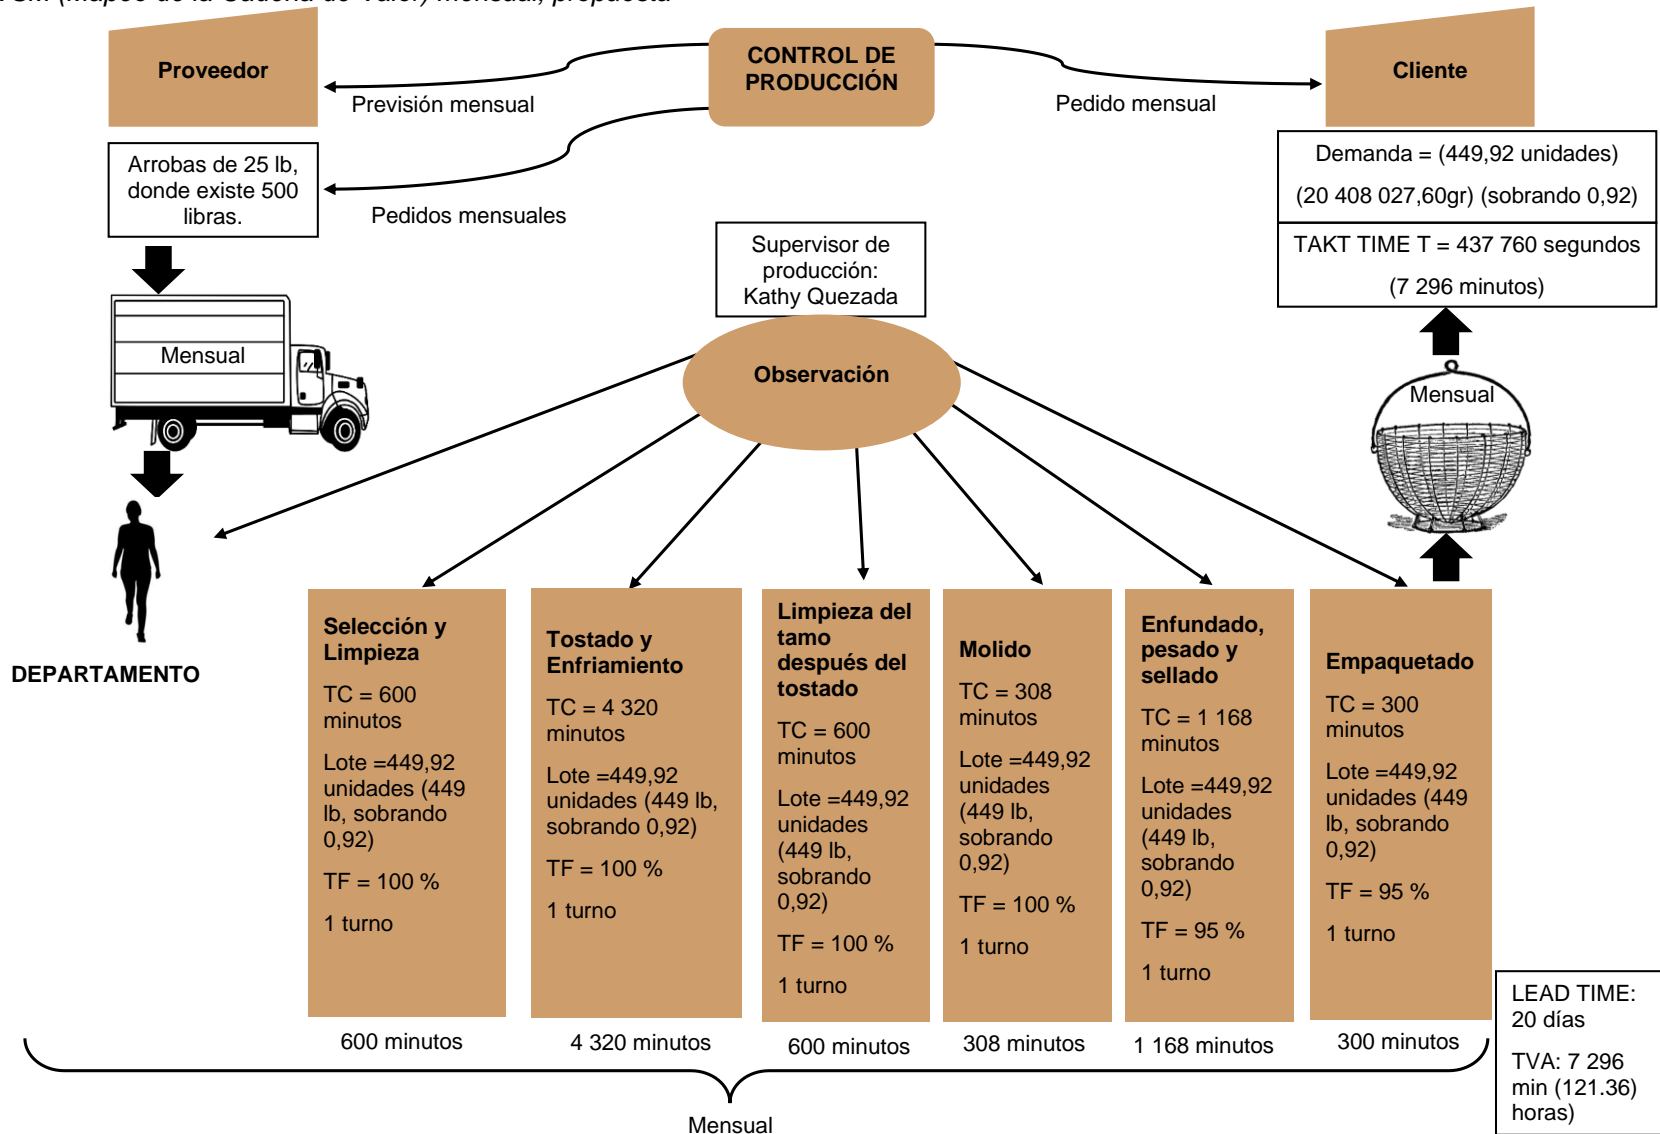 VSM (Mapeo de la Cadena de Valor) mensual, propuesta
Proveedor
CONTROL DE
PRODUCCIÓN
Cliente
Previsión mensual
Pedido mensual
Arrobas de 25 lb,
donde existe 500
libras.
Pedidos mensuales
Demanda = (449,92 unidades)
(20 408 027,60gr) (sobrando 0,92)
TAKT TIME T = 437 760 segundos
(7 296 minutos)
Supervisor de
producción:
Kathy Quezada
Observación
Mensual
Mensual
DEPARTAMENTO
Selección y
Limpieza
TC = 600
minutos
Lote =449,92
unidades (449
lb, sobrando
0,92)
TF = 100 %
1 turno
Tostado y
Enfriamiento
TC = 4 320
minutos
Lote =449,92
unidades (449 lb,
sobrando 0,92)
TF = 100 %
1 turno
Limpieza del
tamo
después del
tostado
TC = 600
minutos
Lote =449,92
unidades
(449 lb,
sobrando
0,92)
TF = 100 %
1 turno
Molido
TC = 308
minutos
Lote =449,92
unidades
(449 lb,
sobrando
0,92)
TF = 100 %
1 turno
Enfundado,
pesado y
sellado
TC = 1 168
minutos
Lote =449,92
unidades
(449 lb,
sobrando
0,92)
TF = 95 %
1 turno
Empaquetado
TC = 300
minutos
Lote =449,92
unidades (449
lb, sobrando
0,92)
TF = 95 %
1 turno
600 minutos
4 320 minutos
600 minutos
308 minutos
1 168 minutos
300 minutos
LEAD TIME:
20 días
TVA: 7 296
min (121.36)
horas)
Mensual